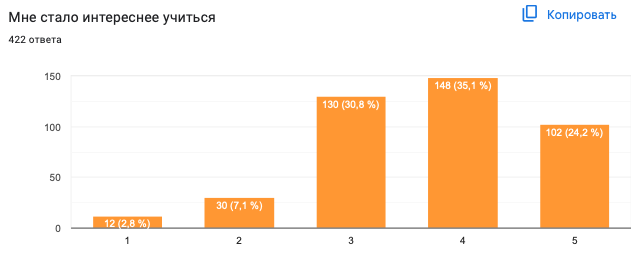 Мне стало интереснее учиться
Копировать
422 ответа
150
100
50
0
12 (2,8 %)
30 (7,1 %)
130 (30,8 %)
148 (35,1 %)
102 (24,2 %)
1 2 3 4 5